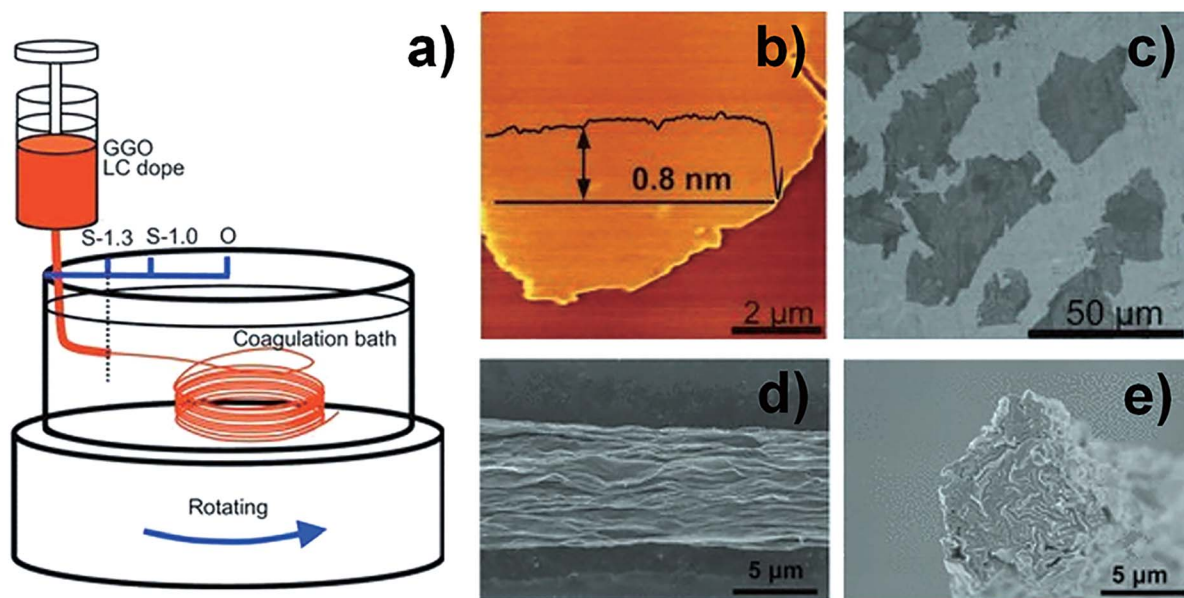 a)
GGO
LC dope
S-1.3 S-1.0 O
Coagulation bath
Rotating
b)
0.8 nm
2 µm
c)
50 µm
d)
5 µm
e)
5 µm